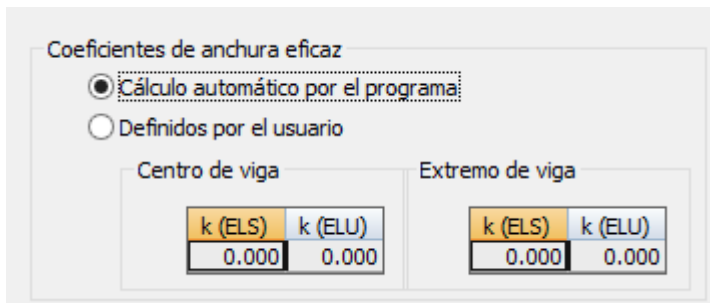 Coeficientes de anchura eficaz
Cálculo automático por el programa
Definidos por el usuario
Centro de viga
k (ELS) k (ELU)
0.000 0.000
Extremo de viga
k (ELS) k (ELU)
0.000 0.000